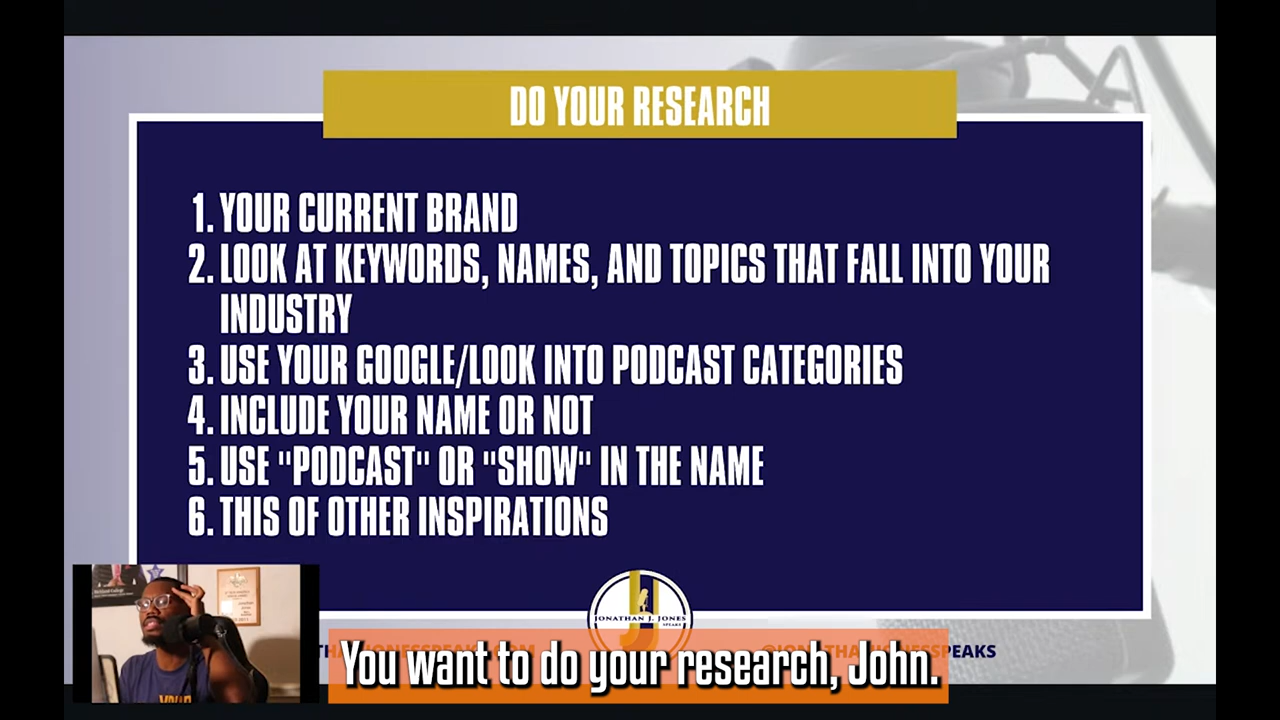 DO YOUR RESEARCH
1. YOUR CURRENT BRAND
2. LOOK AT KEYWORDS, NAMES, AND TOPICS THAT FALL INTO YOUR
INDUSTRY
3. USE YOUR GOOGLE/LOOK INTO PODCAST CATEGORIES
4. INCLUDE YOUR NAME OR NOT
5. USE "PODCAST" OR "SHOW" IN THE NAME
6. THIS OF OTHER INSPIRATIONS
JONATHAN J. JONES
SPEAKS
You want to do your research, John.